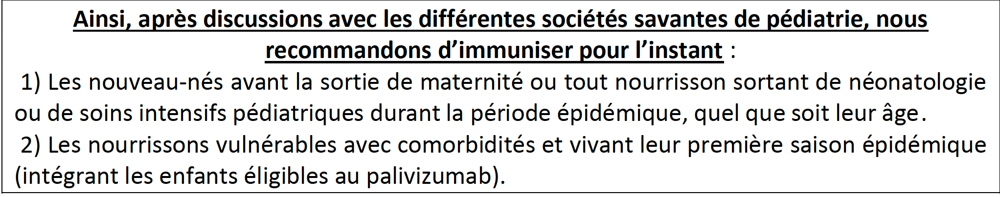 Ainsi, après discussions avec les différentes sociétés savantes de pédiatrie, nous
recommandons d’immuniser pour l’instant :
1) Les nouveau-nés avant la sortie de maternité ou tout nourrisson sortant de néonatologie
ou de soins intensifs pédiatriques durant la période épidémique, quel que soit leur âge.
2) Les nourrissons vulnérables avec comorbidités et vivant leur première saison épidémique
(intégrant les enfants éligibles au palivizumab).